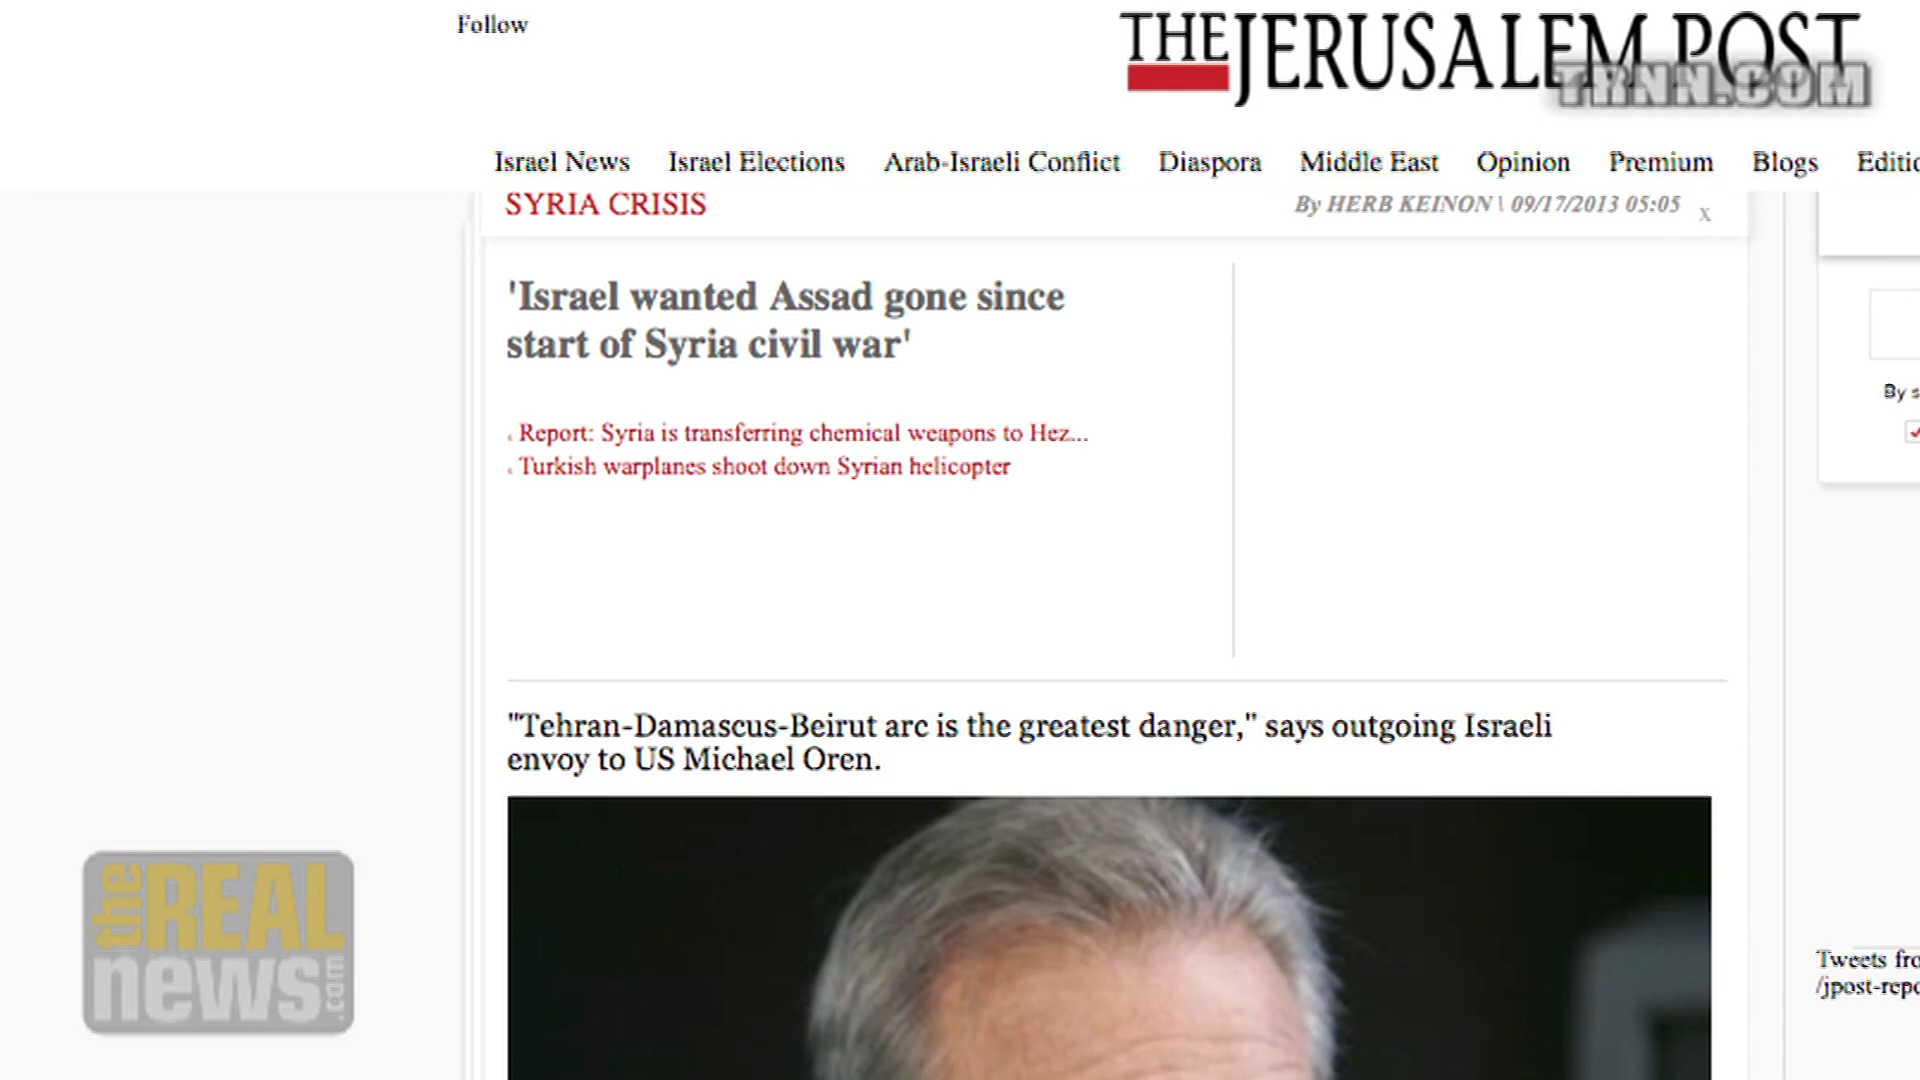 Follow
THE JERUSALEM POST
TRNN.COM
Israel News Israel Elections Arab-Israeli Conflict Diaspora Middle East Opinion Premium Blogs
SYRIA CRISIS
By HERB KEINON \ 09/17/2013 05:05
x
'Israel wanted Assad gone since
start of Syria civil war'
Report: Syria is transferring chemical weapons to Hez...
Turkish warplanes shoot down Syrian helicopter
By
"Tehran-Damascus-Beirut arc is the greatest danger," says outgoing Israeli
envoy to US Michael Oren.
the REAL
news.com
Tweets
/jpost-